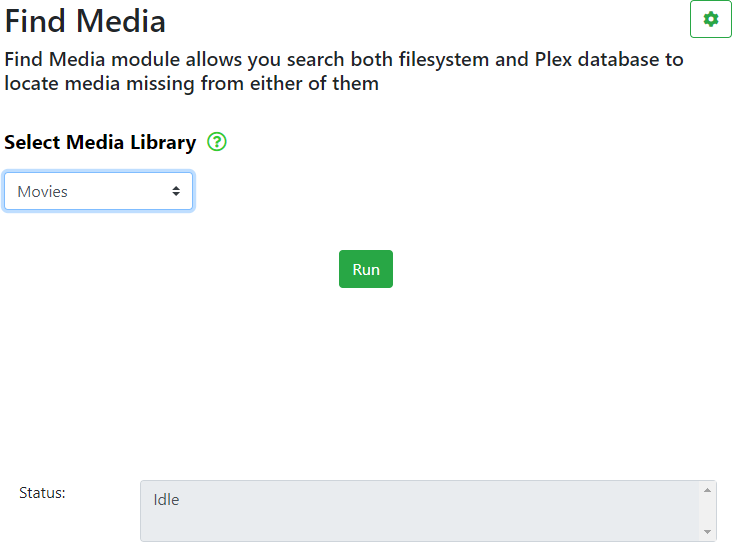 Find Media
Find Media module allows you search both filesystem and Plex database to
locate media missing from either of them
Select Media Library
Movies
Run
Status:
Idle